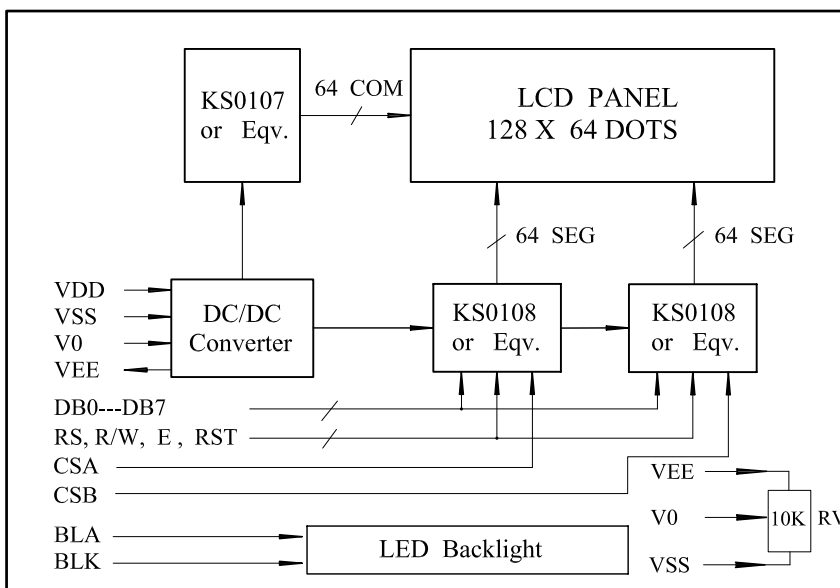 KS0107
or Eqv.
64 COM
LCD PANEL
128 X 64 DOTS
64 SEG
64 SEG
VDD
VSS
V0
VEE
DC/DC
Converter
KS0108
or Eqv.
KS0108
or Eqv.
DB0---DB7
RS, R/W, E , RST
CSA
CSB
VEE
V0
10K
RV
VSS
BLA
BLK
LED Backlight